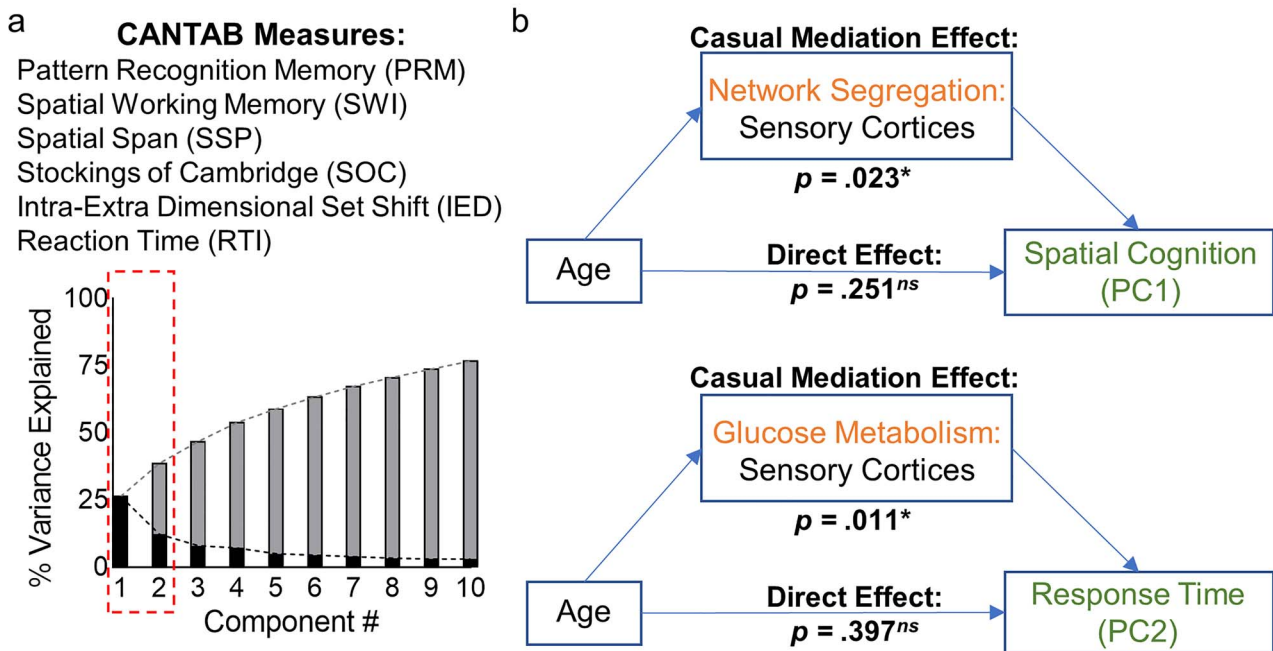 a
CANTAB Measures:
Pattern Recognition Memory (PRM)
Spatial Working Memory (SWI)
Spatial Span (SSP)
Stockings of Cambridge (SOC)
Intra-Extra Dimensional Set Shift (IED)
Reaction Time (RTI)
% Variance Explained
100
75
50
25
0
1 2 3 4 5 6 7 8 9 10
Component #
b
Casual Mediation Effect:
Network Segregation:
Sensory Cortices
p = .023*
Age
Direct Effect:
p = .251ns
Spatial Cognition
(PC1)
Casual Mediation Effect:
Glucose Metabolism:
Sensory Cortices
p = .011*
Age
Direct Effect:
p = .397ns
Response Time
(PC2)